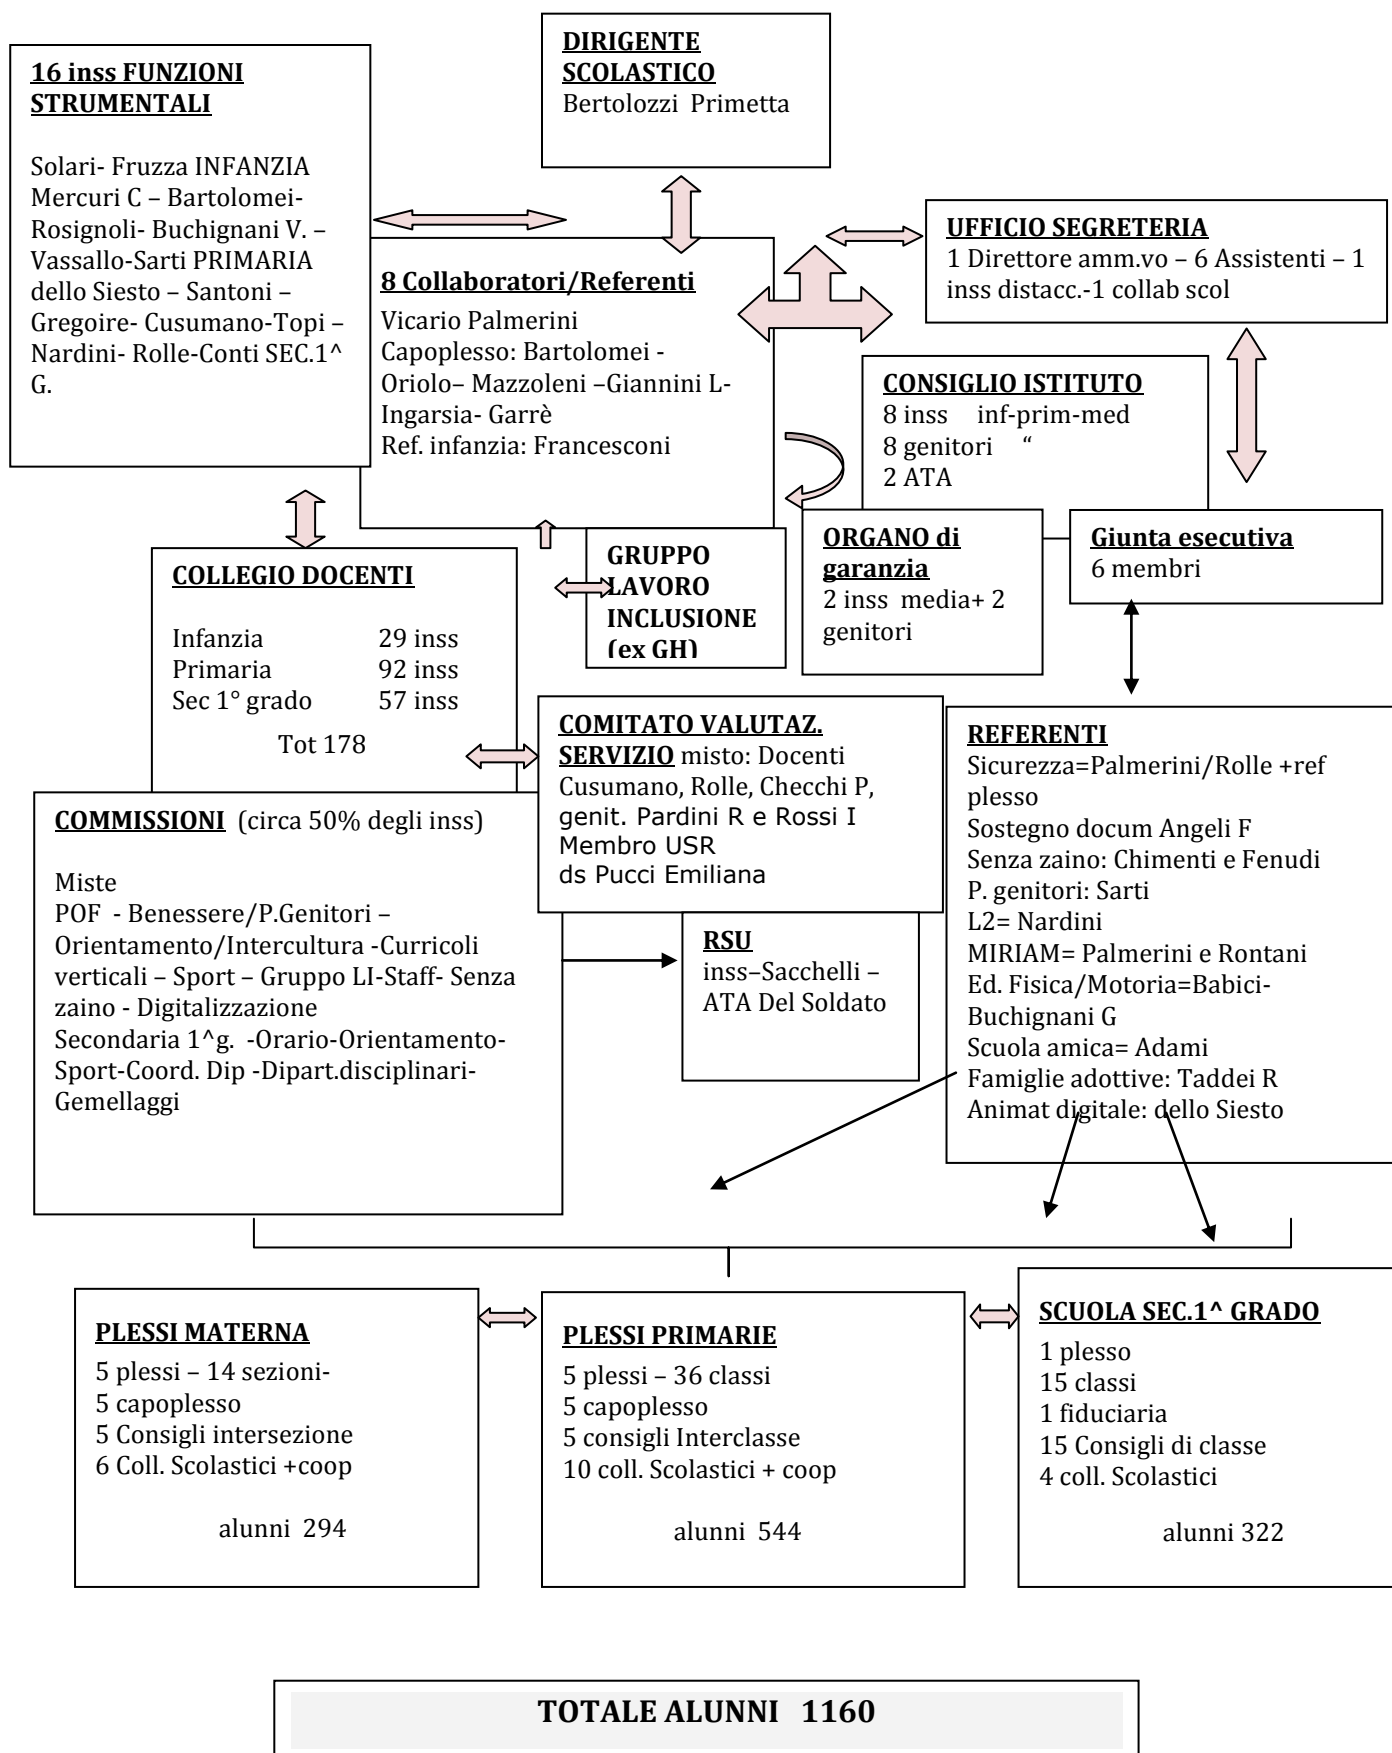 DIRIGENTE
SCOLASTICO
Bertolozzi Primetta
16 inss FUNZIONI
STRUMENTALI
Solari- Fruzza INFANZIA
Mercuri C – Bartolomei-
Rosignoli- Buchignani V. –
Vassallo-Sarti PRIMARIA
dello Siesto – Santoni –
Gregoire- Cusumano-Topi –
Nardini- Rolle-Conti SEC.1^
G.
8 Collaboratori/Referenti
Vicario Palmerini
Capoplesso: Bartolomei -
Oriolo– Mazzoleni –Giannini L-
Ingarsia- Garrè
Ref. infanzia: Francesconi
UFFICIO SEGRETERIA
1 Direttore amm.vo – 6 Assistenti – 1
inss distacc.-1 collab scol
CONSIGLIO ISTITUTO
8 inss inf-prim-med
8 genitori “
2 ATA
ORGANO di
garanzia
2 inss media+ 2
genitori
Giunta esecutiva
6 membri
GRUPPO
LAVORO
INCLUSIONE
(ex GH)
COLLEGIO DOCENTI
Infanzia 29 inss
Primaria 92 inss
Sec 1° grado 57 inss
Tot 178
COMITATO VALUTAZ.
SERVIZIO misto: Docenti
Cusumano, Rolle, Checchi P,
genit. Pardini R e Rossi I
Membro USR
ds Pucci Emiliana
REFERENTI
Sicurezza=Palmerini/Rolle +ref
plesso
Sostegno docum Angeli F
Senza zaino: Chimenti e Fenudi
P. genitori: Sarti
L2= Nardini
MIRIAM= Palmerini e Rontani
Ed. Fisica/Motoria=Babici-
Buchignani G
Scuola amica= Adami
Famiglie adottive: Taddei R
Animat digitale: dello Siesto
COMMISSIONI (circa 50% degli inss)
Miste
POF - Benessere/P.Genitori –
Orientamento/Intercultura -Curricoli
verticali – Sport – Gruppo LI-Staff- Senza
zaino - Digitalizzazione
Secondaria 1^g. -Orario-Orientamento-
Sport-Coord. Dip -Dipart.disciplinari-
Gemellaggi
RSU
inss–Sacchelli –
ATA Del Soldato
PLESSI MATERNA
5 plessi – 14 sezioni-
5 capoplesso
5 Consigli intersezione
6 Coll. Scolastici +coop
alunni 294
PLESSI PRIMARIE
5 plessi – 36 classi
5 capoplesso
5 consigli Interclasse
10 coll. Scolastici + coop
alunni 544
SCUOLA SEC.1^ GRADO
1 plesso
15 classi
1 fiduciaria
15 Consigli di classe
4 coll. Scolastici
alunni 322
TOTALE ALUNNI 1160